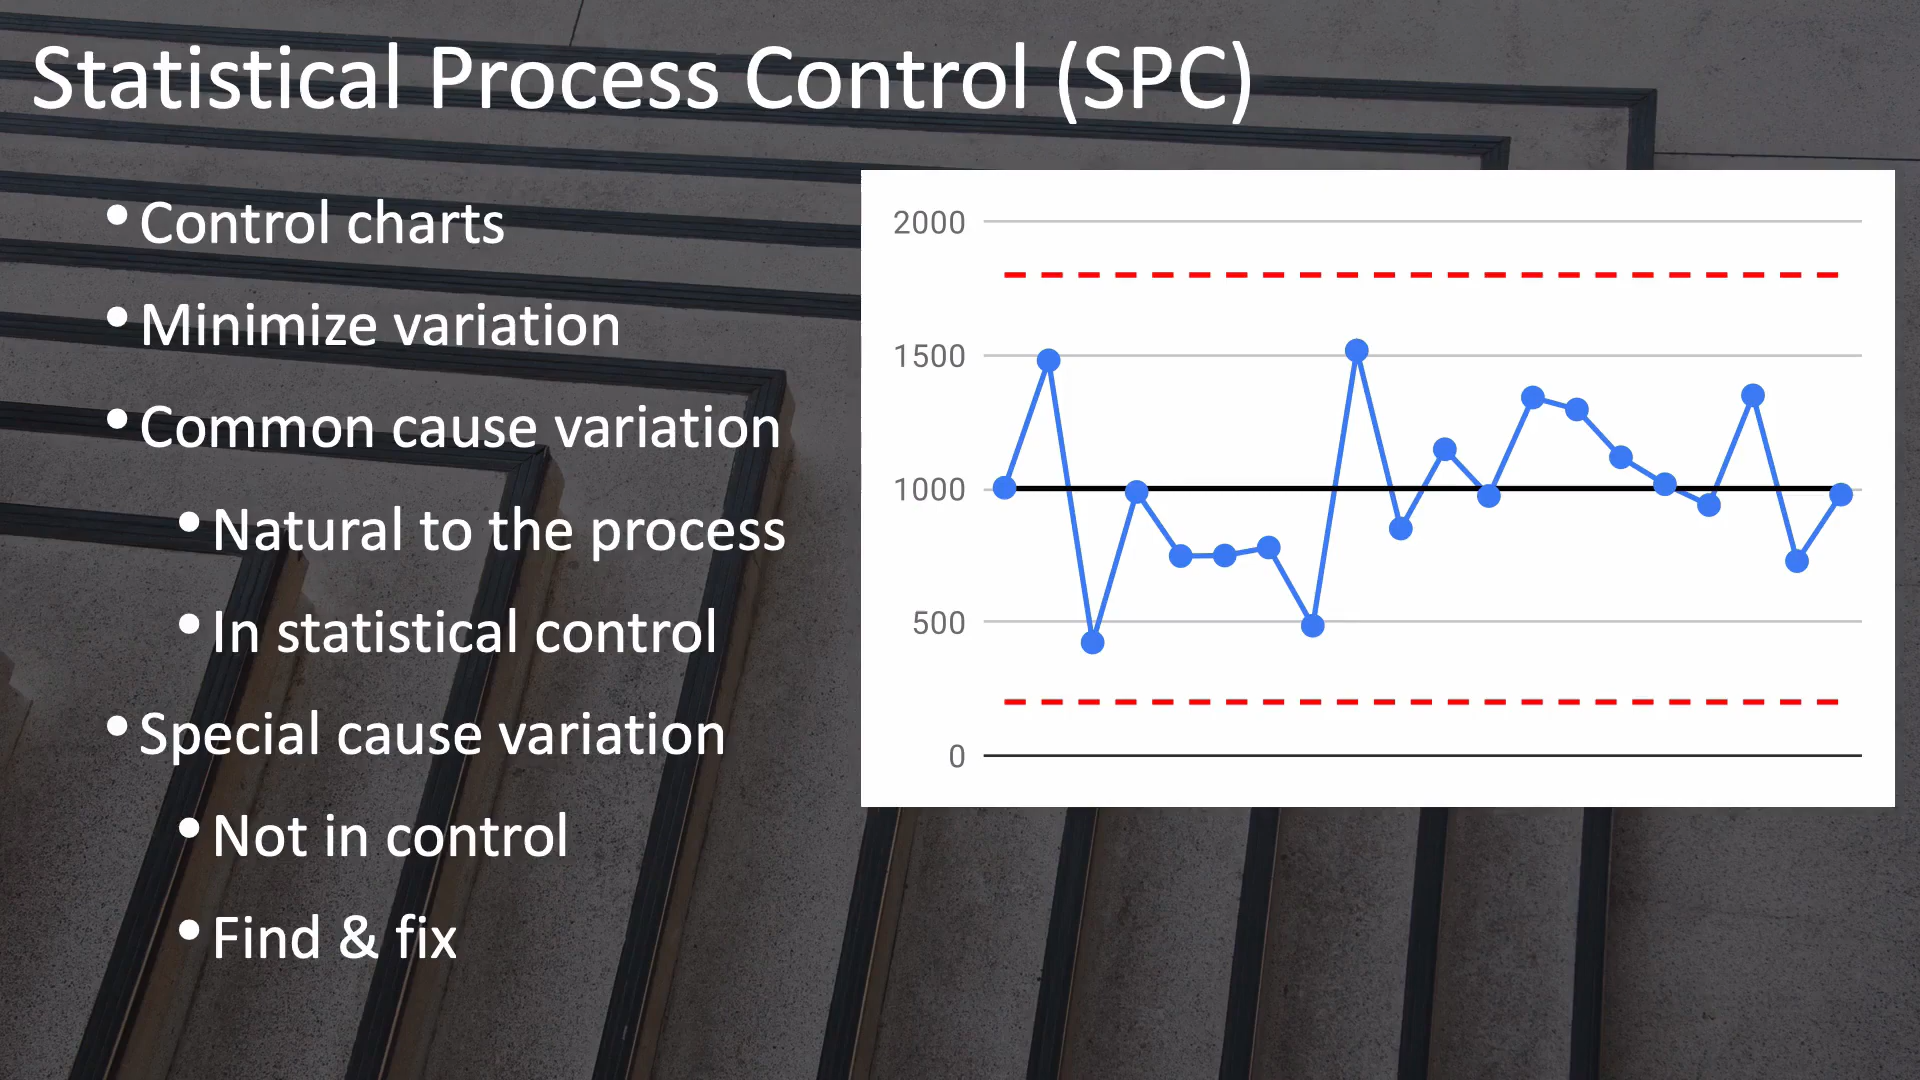 Statistical Process Control (SPC)
• Control charts
• Minimize variation
• Common cause variation
• Natural to the process
• In statistical control
• Special cause variation
• Not in control
• Find & fix
2000
1500
1000
500
0